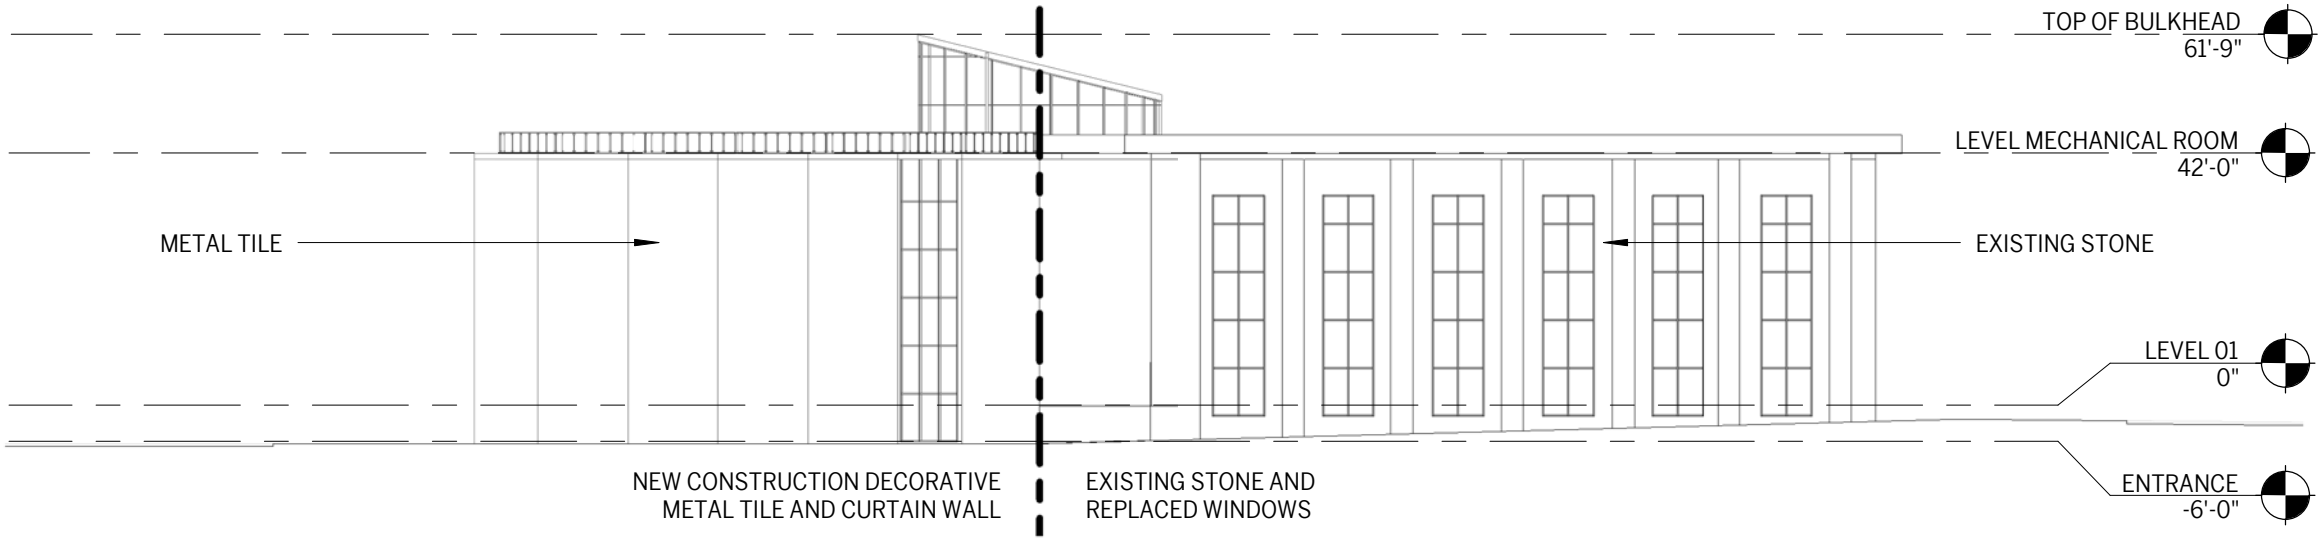 TOP OF BULKHEAD
61'-9"
LEVEL MECHANICAL ROOM
42'-0"
METAL TILE
EXISTING STONE
LEVEL 01
0"
ENTRANCE
-6'-0"
NEW CONSTRUCTION DECORATIVE
METAL TILE AND CURTAIN WALL
EXISTING STONE AND
REPLACED WINDOWS